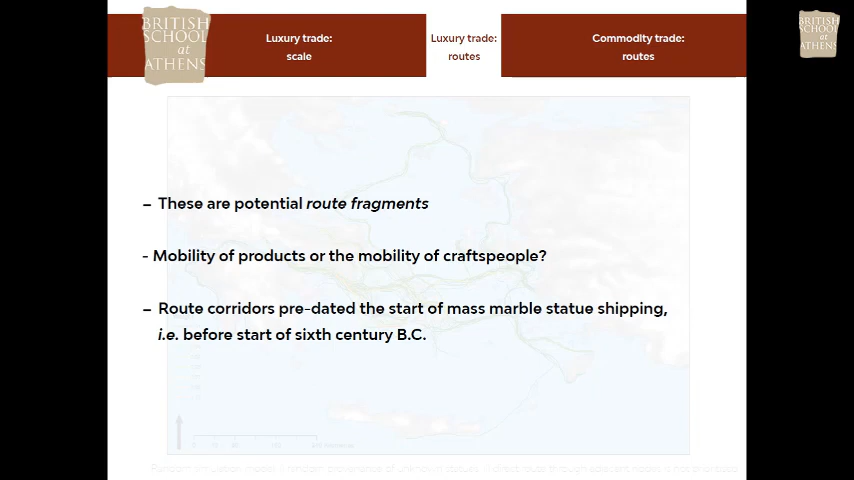 BRITISH
SCHOOL
at
ATHENS
Luxury trade:
scale
Luxury trade:
routes
Commodity trade:
routes
BRITISH
SCHOOL
at
ATHENS
– These are potential route fragments
- Mobility of products or the mobility of craftspeople?
– Route corridors pre-dated the start of mass marble statue shipping,
i.e. before start of sixth century B.C.